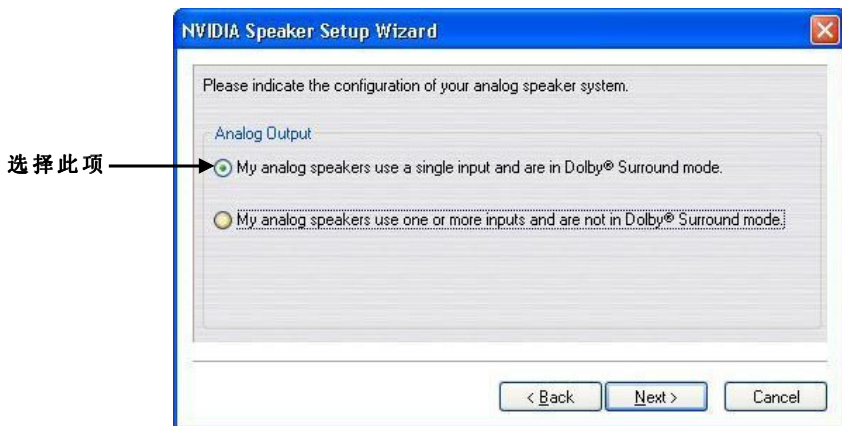 NVIDIA Speaker Setup Wizard
Please indicate the configuration of your analog speaker system.
Analog Output
选择此项
My analog speakers use a single input and are in Dolby® Surround mode.
My analog speakers use one or more inputs and are not in Dolby® Surround mode.
< Back
Next >
Cancel